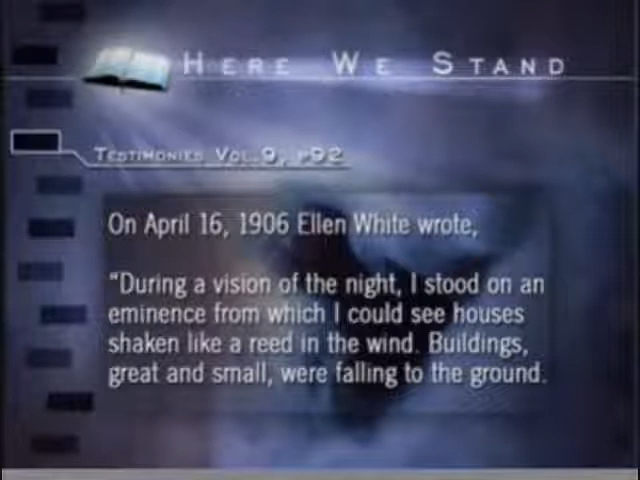 HERE WE STAND
TESTIMONIES VOL.9, P92
On April 16, 1906 Ellen White wrote,
"During a vision of the night, I stood on an
eminence from which I could see houses
shaken like a reed in the wind. Buildings,
great and small, were falling to the ground.